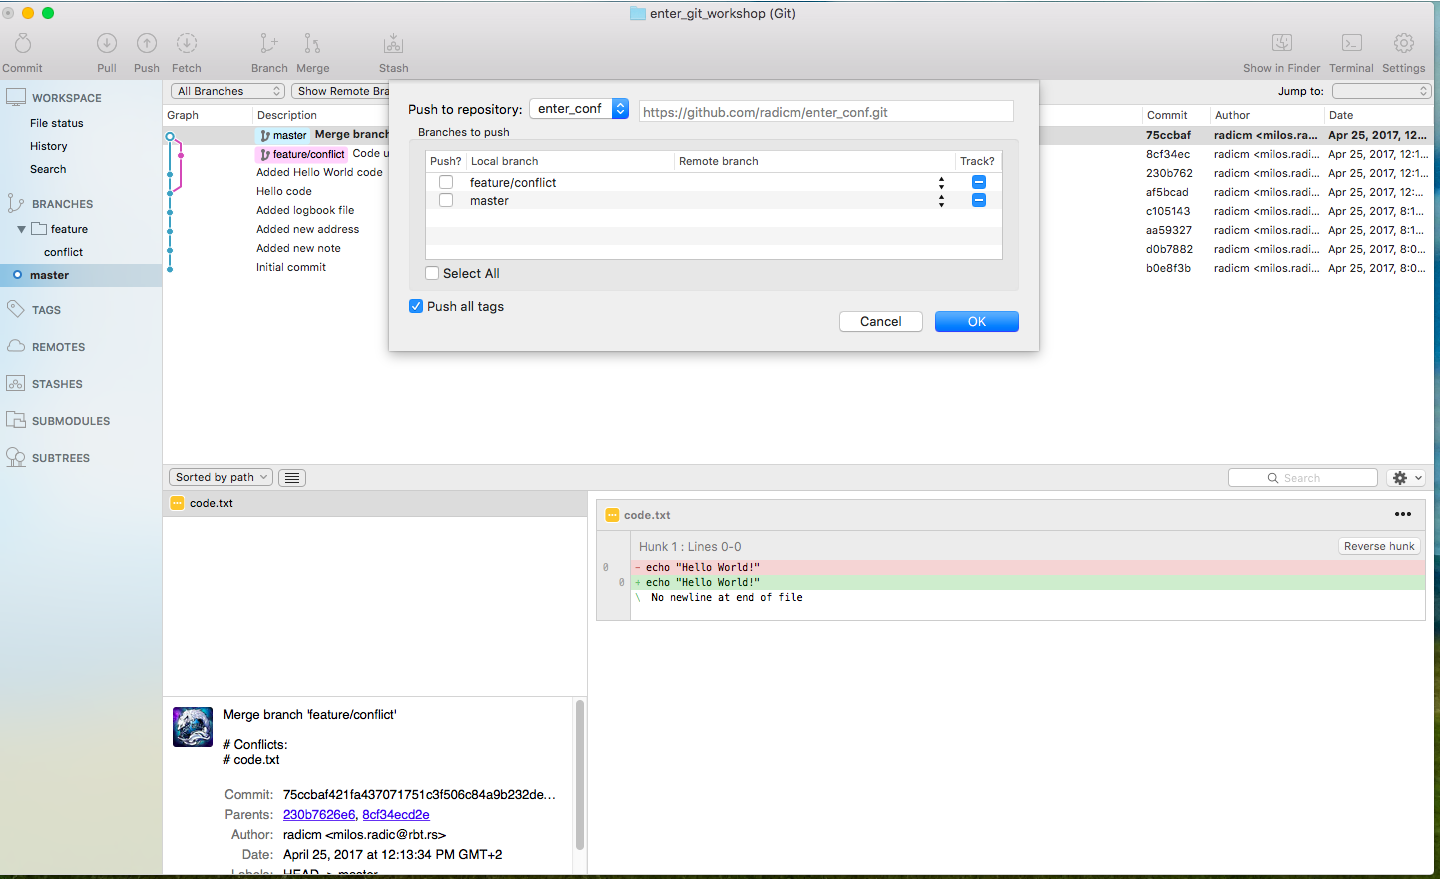 enter_git_workshop (Git)
Commit Pull Push Fetch Branch Merge Stash Show in Finder Terminal Settings
WORKSPACE
File status
History
Search
BRANCHES
feature
conflict
master
TAGS
REMOTES
STASHES
SUBMODULES
SUBTREES
All Branches Show Remote Bra Jump to:
Graph Description Commit Author Date
master Merge branch 75ccbaf radicm <milos.ra... Apr 25, 2017, 12...
feature/conflict Code u 8cf34ec radicm <milos.radi... Apr 25, 2017, 12:1...
Added Hello World code 230b762 radicm <milos.radi... Apr 25, 2017, 12:1...
Hello code af5bcad radicm <milos.radi... Apr 25, 2017, 12:...
Added logbook file c105143 radicm <milos.radi... Apr 25, 2017, 8:1...
Added new address aa59327 radicm <milos.radi... Apr 25, 2017, 8:1...
Added new note d0b7882 radicm <milos.radi... Apr 25, 2017, 8:0...
Initial commit b0e8f3b radicm <milos.radi... Apr 25, 2017, 8:0...
Push to repository: enter_conf https://github.com/radicm/enter_conf.git
Branches to push
Push? Local branch Remote branch Track?
feature/conflict
master
Select All
Push all tags
Cancel OK
Sorted by path Search
code.txt
code.txt •••
Hunk 1 : Lines 0-0 Reverse hunk
0 - echo "Hello World!"
0 + echo "Hello World!"
\ No newline at end of file
Merge branch 'feature/conflict'
# Conflicts:
# code.txt
Commit: 75ccbaf421fa437071751c3f506c84a9b232de...
Parents: 230b7626e6, 8cf34ecd2e
Author: radicm <milos.radic@rbt.rs>
Date: April 25, 2017 at 12:13:34 PM GMT+2
Labels: HEAD -> master